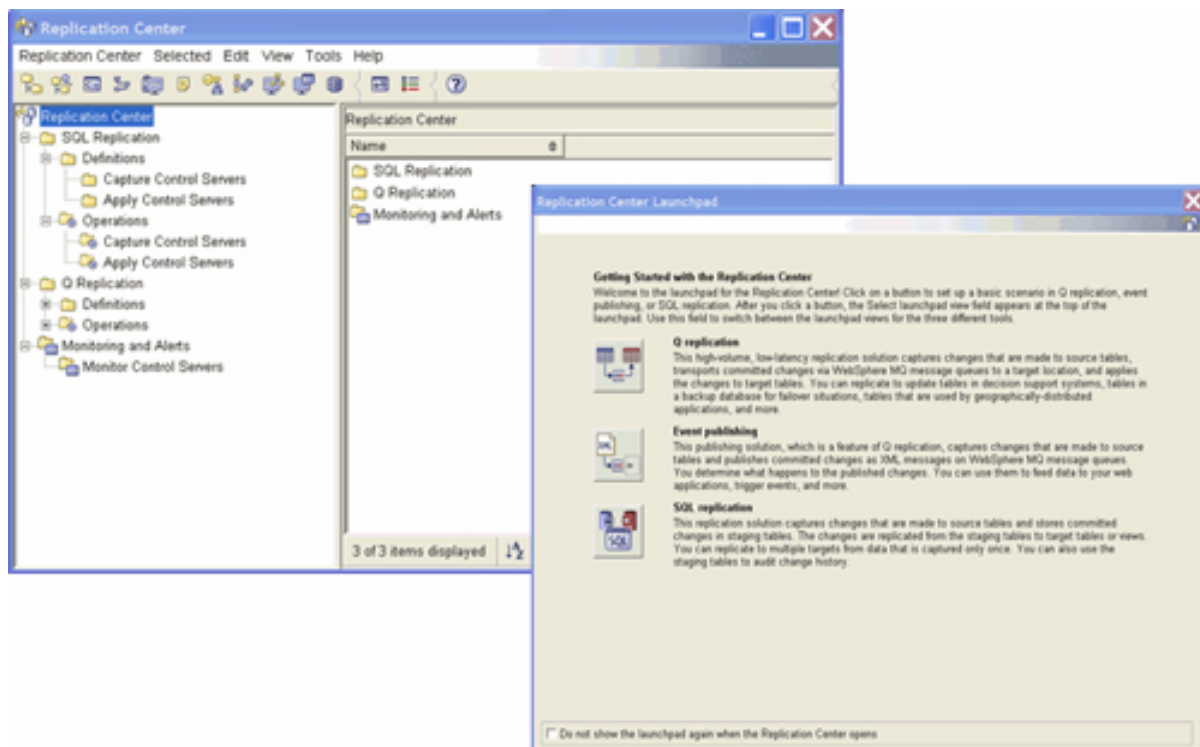 Replication Center
Replication Center Selected Edit View Tools Help
Replication Center
SQL Replication
Definitions
Capture Control Servers
Apply Control Servers
Operations
Capture Control Servers
Apply Control Servers
Q Replication
Definitions
Operations
Monitoring and Alerts
Monitor Control Servers
Replication Center
Name
SQL Replication
Q Replication
Monitoring and Alerts
3 of 3 items displayed
Replication Center Launchpad
Getting Started with the Replication Center
Welcome to the launchpad for the Replication Center! Click on a button to set up a basic scenario in Q replication, event
publishing, or SQL replication. After you click a button, the Select launchpad view field appears at the top of the
launchpad. Use this field to switch between the launchpad views for the three different tools.
Q replication
This high-volume, low-latency replication solution captures changes that are made to source tables,
transports committed changes via WebSphere MQ message queues to a target location, and applies
the changes to target tables. You can replicate to update tables in decision support systems, tables in
a backup database for failover situations, tables that are used by geographically-distributed
applications, and more.
XML
Event publishing
This publishing solution, which is a feature of Q replication, captures changes that are made to source
tables and publishes committed changes as XML messages on WebSphere MQ message queues.
You determine what happens to the published changes. You can use them to feed data to your web
applications, trigger events, and more.
SQL
SQL replication
This replication solution captures changes that are made to source tables and stores committed
changes in staging tables. The changes are replicated from the staging tables to target tables or views.
You can replicate to multiple targets from data that is captured only once. You can also use the
staging tables to audit change history.
Do not show the launchpad again when the Replication Center opens